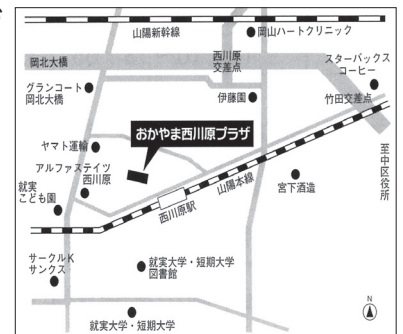 山陽新幹線
岡山ハートクリニック
岡北大橋
西川原
交差点
スターバックス
コーヒー
グランコート
岡北大橋
伊藤園
竹田交差点
おかやま西川原プラザ
ヤマト運輸
アルファステイツ
西川原
就実
こども園
山陽本線
宮下酒造
至中区役所
西川原駅
サークルK
サンクス
就実大学・短期大学
図書館
就実大学・短期大学
N